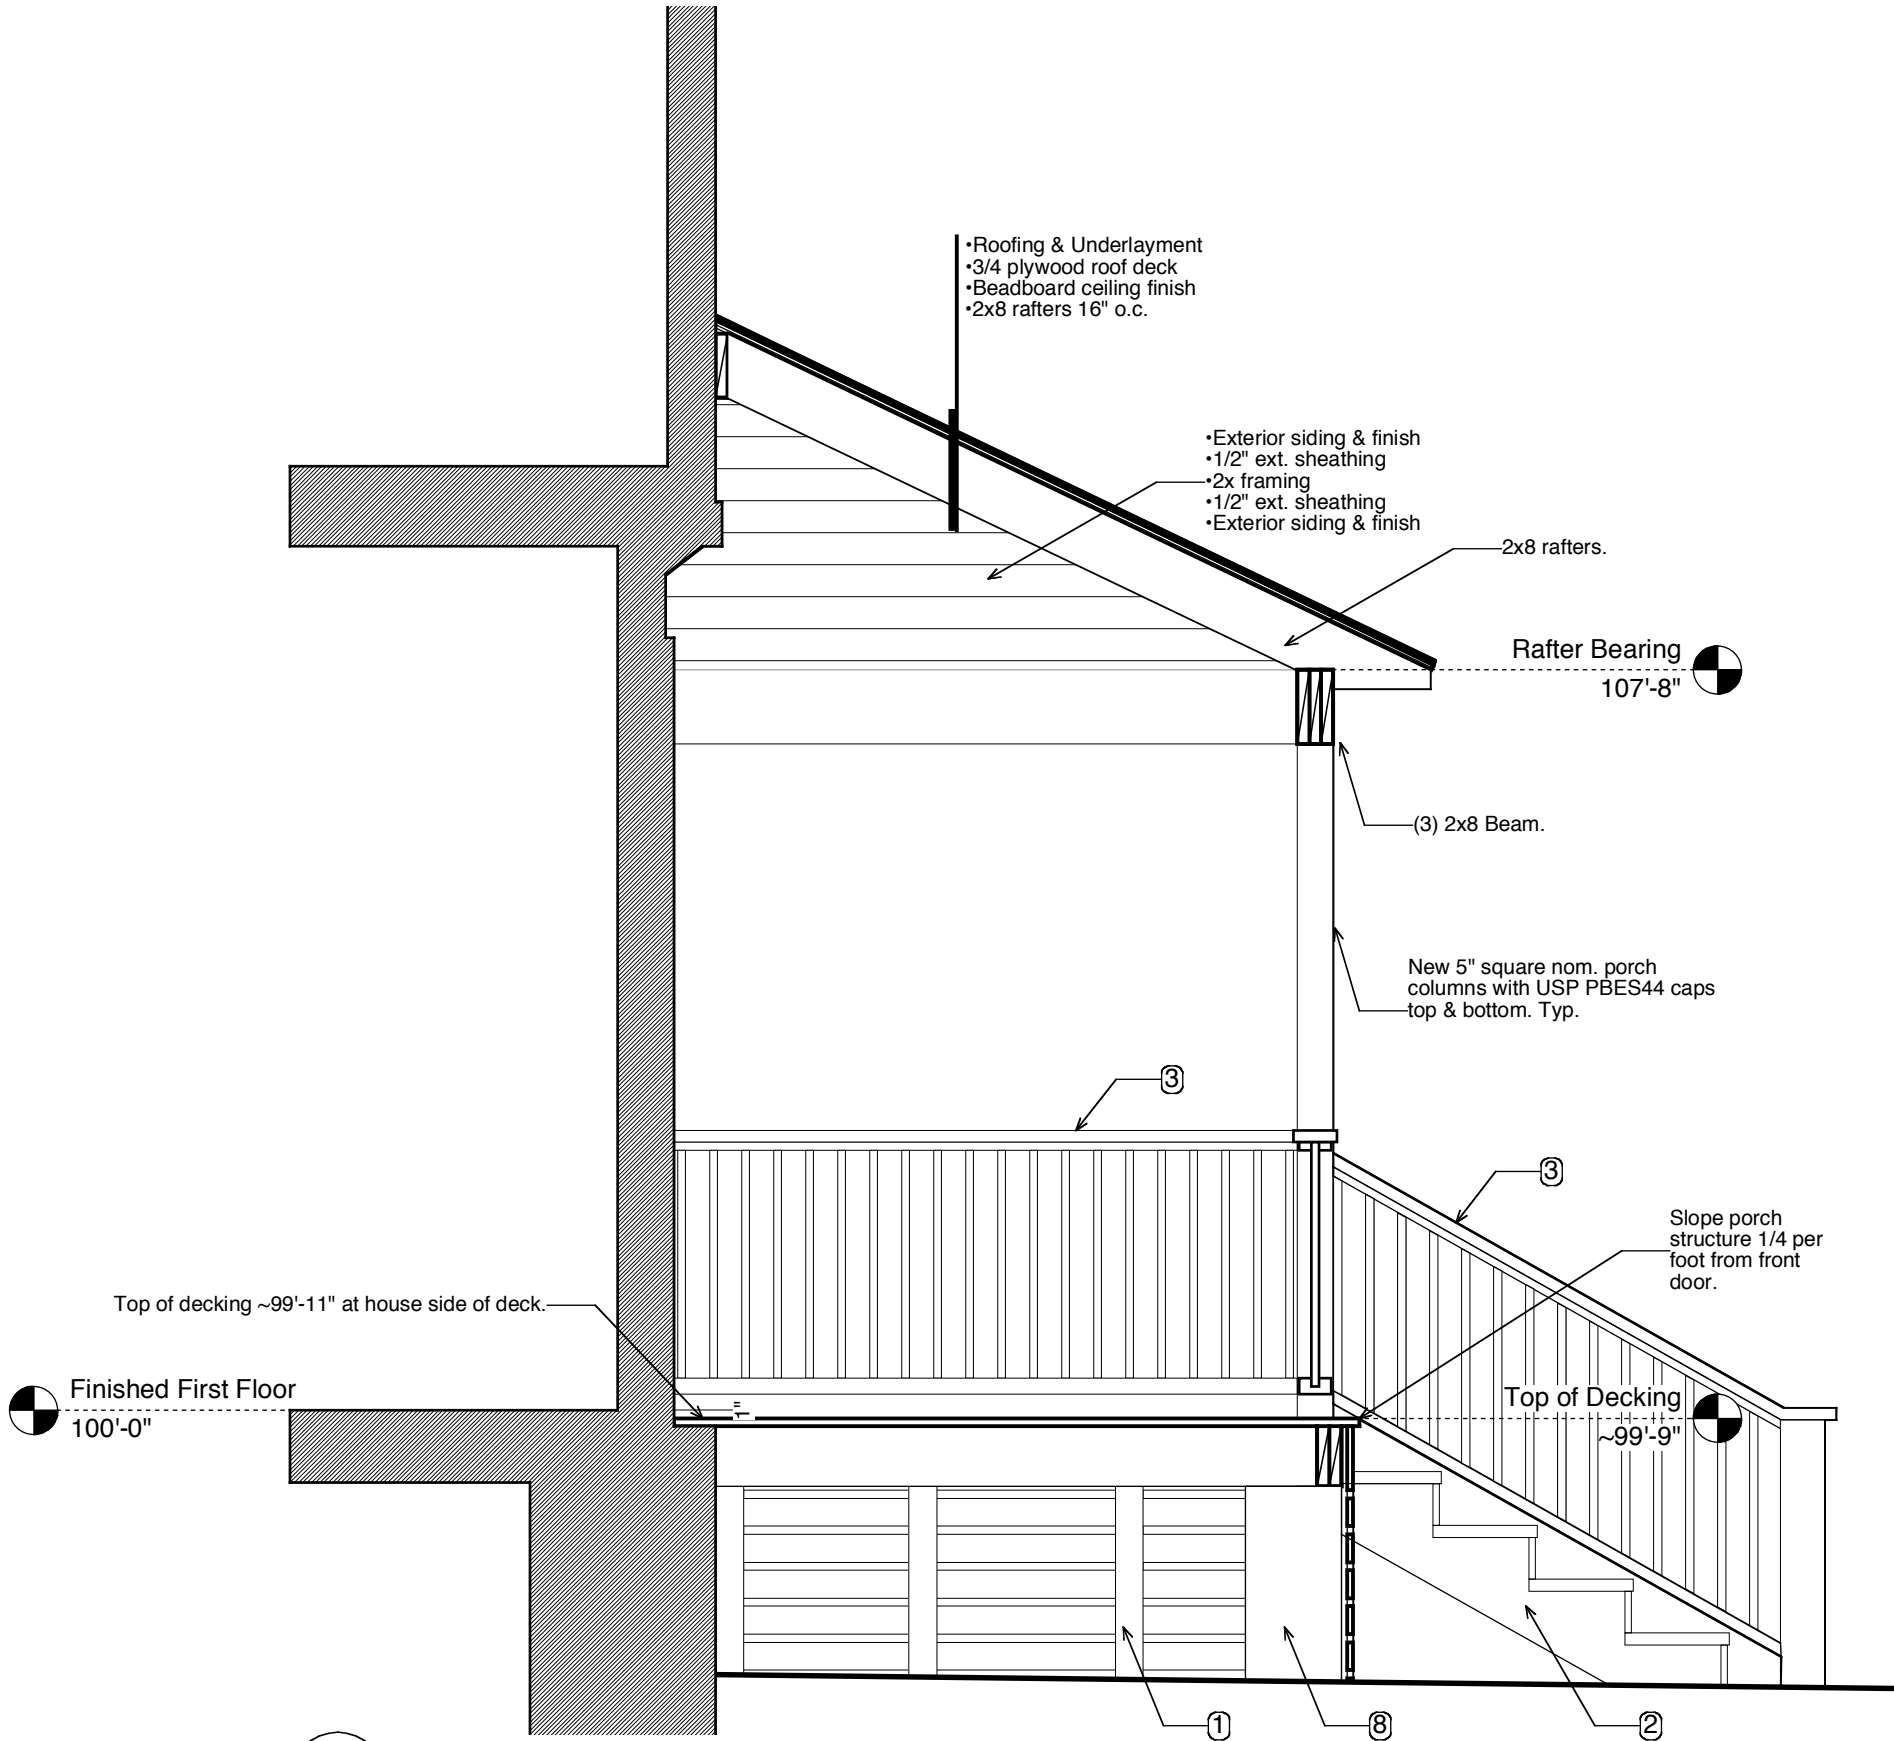 •Roofing & Underlayment
•3/4 plywood roof deck
•Beadboard ceiling finish
•2x8 rafters 16" o.c.
•Exterior siding & finish
•1/2" ext. sheathing
•2x framing
•1/2" ext. sheathing
•Exterior siding & finish
2x8 rafters.
Rafter Bearing
107'-8"
(3) 2x8 Beam.
New 5" square nom. porch
columns with USP PBES44 caps
top & bottom. Typ.
3
3
Slope porch
structure 1/4 per
foot from front
door.
Top of decking ~99'-11" at house side of deck.
Finished First Floor
100'-0"
1"
Top of Decking
~99'-9"
1
8
2